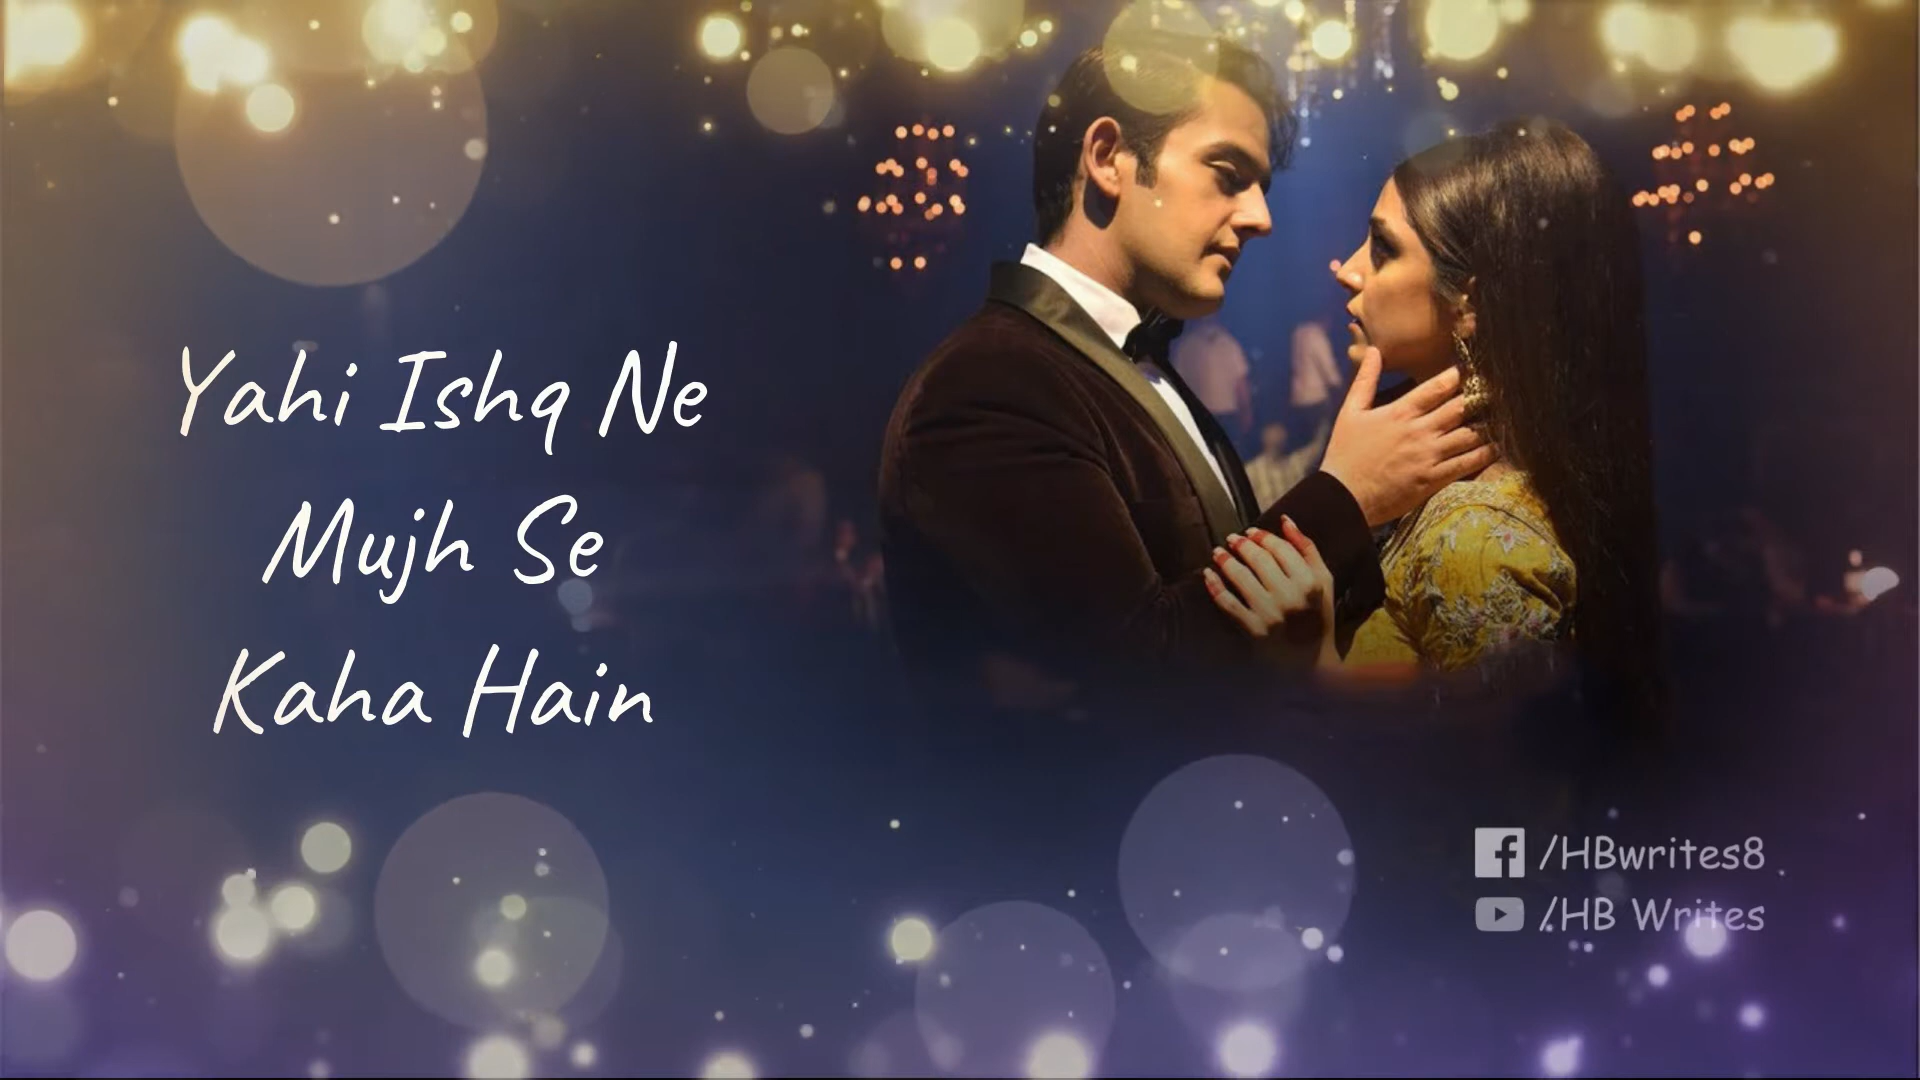 Yahi Ishq Ne
Mujh Se
Kaha Hain
/HBwrites8
/HB Writes